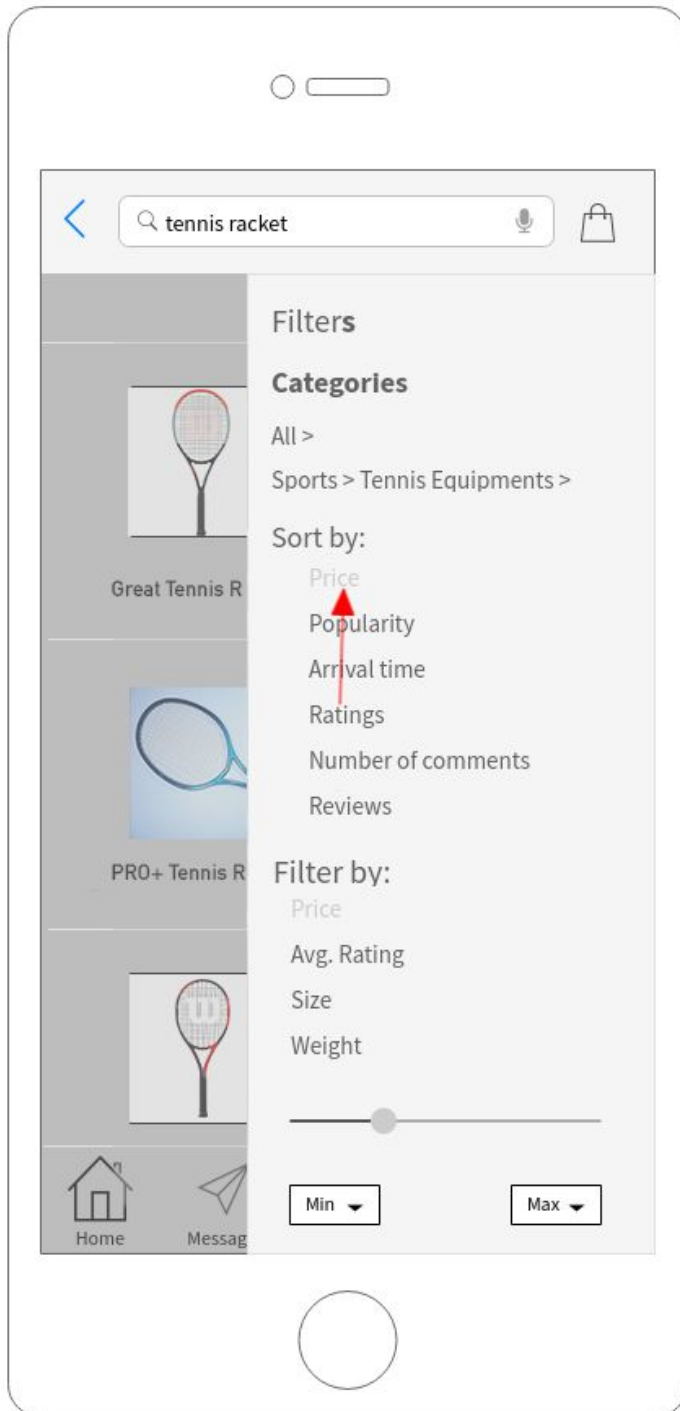 tennis racket
Filters
Categories
All >
Sports > Tennis Equipments >
Sort by:
Price
Popularity
Arrival time
Ratings
Number of comments
Reviews
Filter by:
Price
Avg. Rating
Size
Weight
Min
Max
Great Tennis R
PRO+ Tennis R
W
Home
Messag